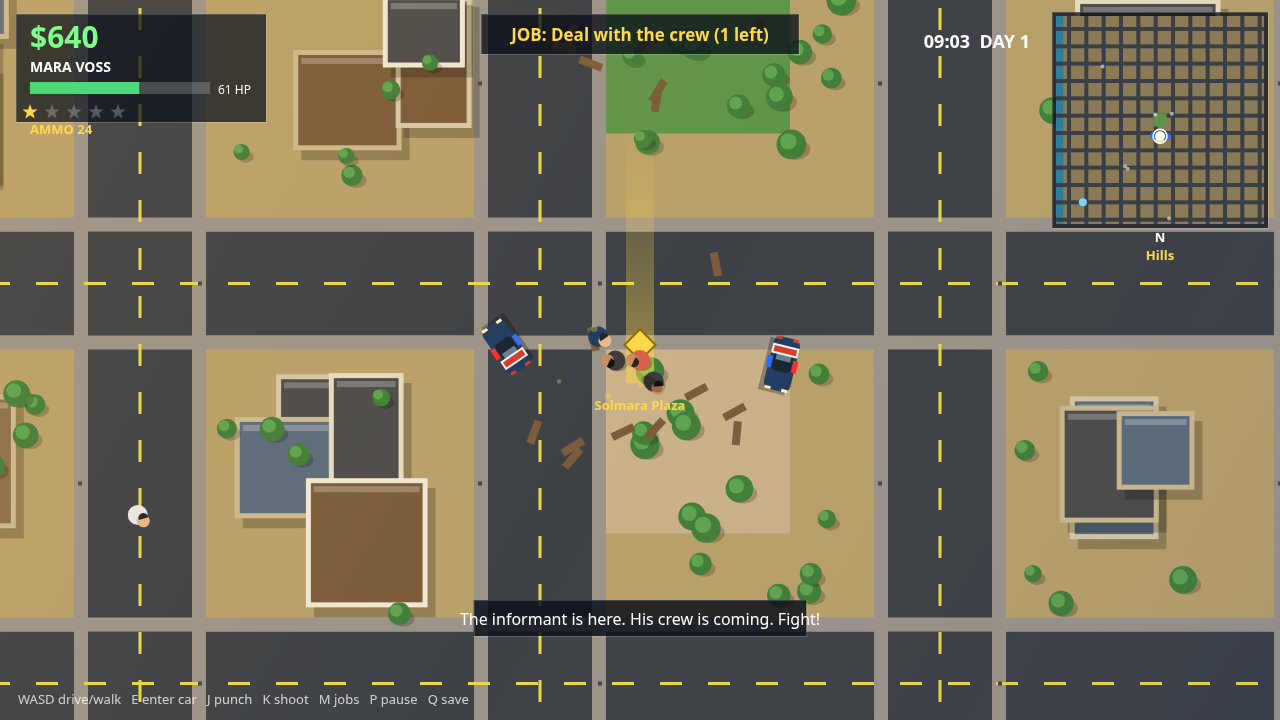 $640
MARA VOSS
61 HP
AMMO 24
JOB: Deal with the crew (1 left)
09:03 DAY 1
N
Hills
Solmara Plaza
The informant is here. His crew is coming. Fight!
WASD drive/walk E enter car J punch K shoot M jobs P pause Q save